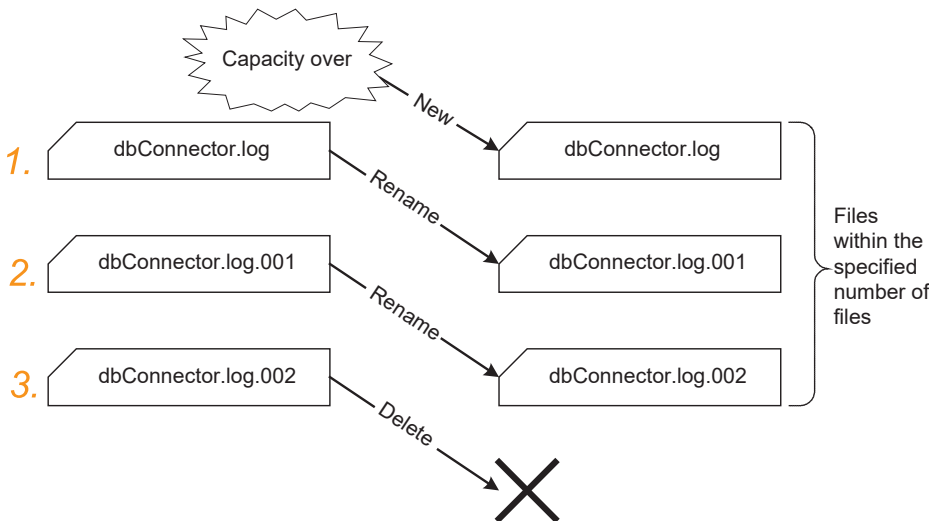 Capacity over
New
1.
dbConnector.log
dbConnector.log
Rename
2.
dbConnector.log.001
dbConnector.log.001
Rename
3.
dbConnector.log.002
dbConnector.log.002
Delete
Files
within the
specified
number of
files